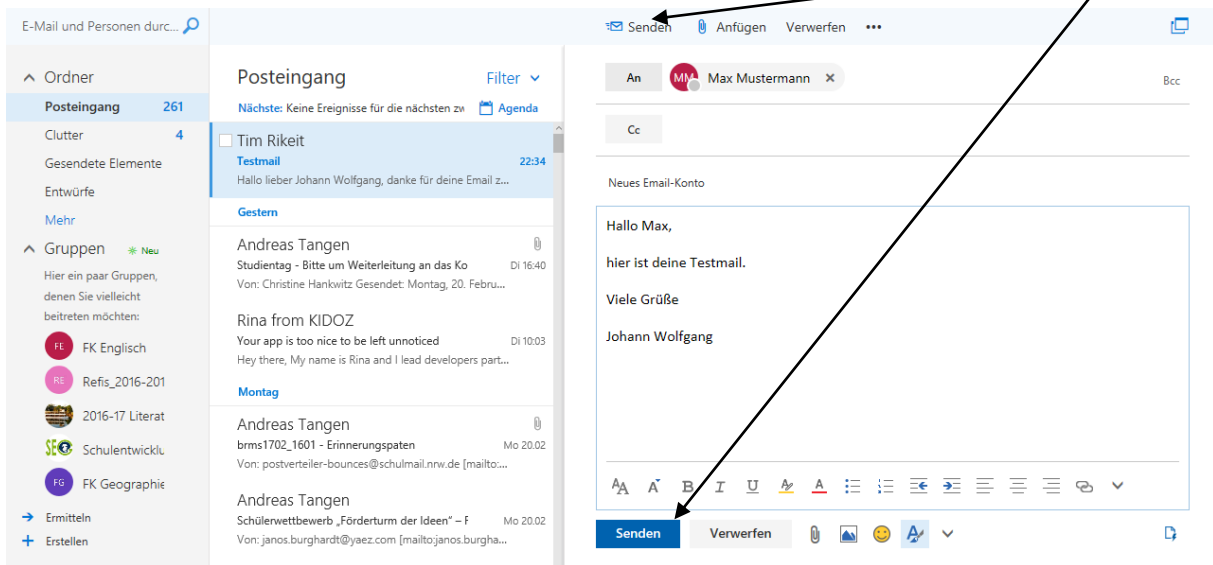 E-Mail und Personen durc...
Senden Anfügen Verwerfen •••
Ordner
Posteingang 261
Clutter 4
Gesendete Elemente
Entwürfe
Mehr
Gruppen Neu
Hier ein paar Gruppen,
denen Sie vielleicht
beitreten möchten:
FE FK Englisch
RE Refis_2016-201
2016-17 Literat
Schulentwicklu
FG FK Geographie
Ermitteln
Erstellen
Posteingang Filter
Nächste: Keine Ereignisse für die nächsten zw Agenda
Tim Rikeit
Testmail 22:34
Hallo lieber Johann Wolfgang, danke für deine Email z...
Gestern
Andreas Tangen
Studientag - Bitte um Weiterleitung an das Ko Di 16:40
Von: Christine Hankwitz Gesendet: Montag, 20. Febru...
Rina from KIDOZ
Your app is too nice to be left unnoticed Di 10:03
Hey there, My name is Rina and I lead developers part...
Montag
Andreas Tangen
brms1702_1601 - Erinnerungspaten Mo 20.02
Von: postverteiler-bounces@schulmail.nrw.de [mailto:...
Andreas Tangen
Schülerwettbewerb „Förderturm der Ideen“ – F Mo 20.02
Von: janos.burghardt@yaez.com [mailto:janos.burgha...
An MM Max Mustermann × Bcc
Cc
Neues Email-Konto
Hallo Max,
hier ist deine Testmail.
Viele Grüße
Johann Wolfgang
Senden Verwerfen